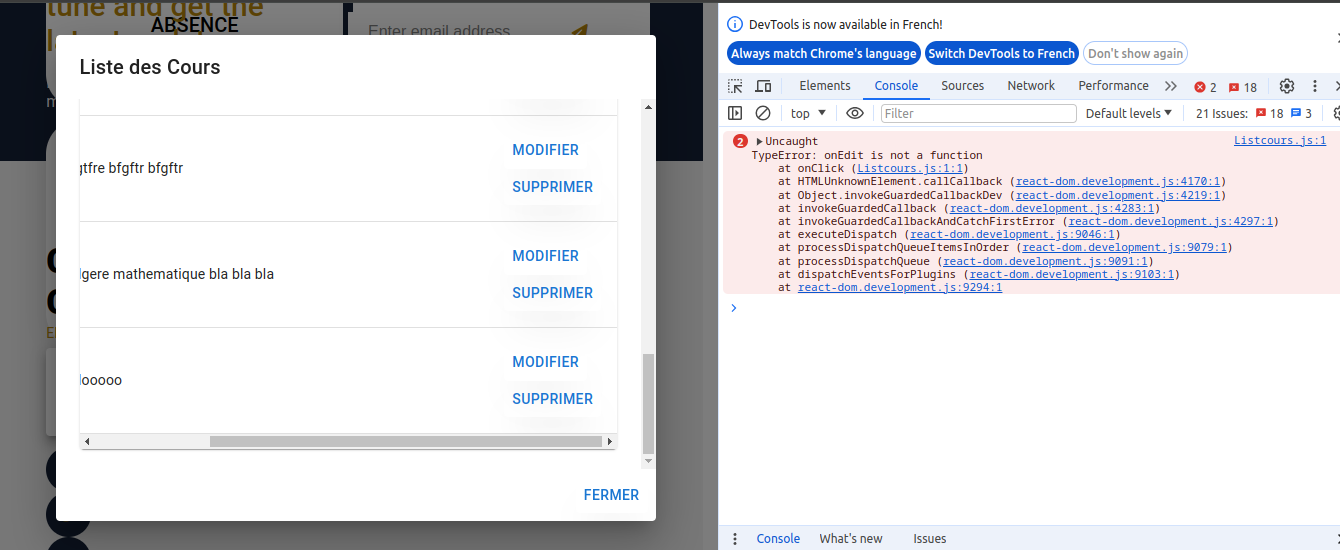 tune and get the
ABSENCE
Enter email address
Liste des Cours
gtfre bfgftr bfgftr
MODIFIER
SUPPRIMER
lgere mathematique bla bla bla
MODIFIER
SUPPRIMER
looooo
MODIFIER
SUPPRIMER
FERMER
DevTools is now available in French!
Always match Chrome's language
Switch DevTools to French
Don't show again
Elements
Console
Sources
Network
Performance
2
18
top
Filter
Default levels
21 Issues:
18
3
2
Uncaught
Listcours.js:1
TypeError: onEdit is not a function
at onClick (Listcours.js:1:1)
at HTMLUnknownElement.callCallback (react-dom.development.js:4170:1)
at Object.invokeGuardedCallbackDev (react-dom.development.js:4219:1)
at invokeGuardedCallback (react-dom.development.js:4283:1)
at invokeGuardedCallbackAndCatchFirstError (react-dom.development.js:4297:1)
at executeDispatch (react-dom.development.js:9046:1)
at processDispatchQueueItemsInOrder (react-dom.development.js:9079:1)
at processDispatchQueue (react-dom.development.js:9091:1)
at dispatchEventsForPlugins (react-dom.development.js:9103:1)
at react-dom.development.js:9294:1
Console
What's new
Issues